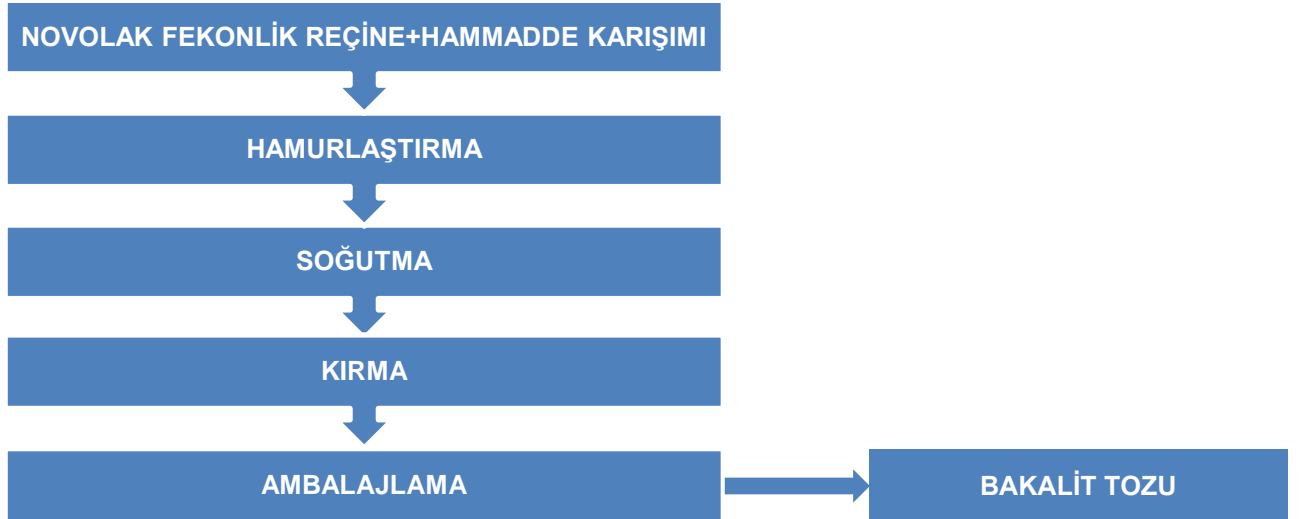 NOVOLAK FEKONLİK REÇİNE+HAMMADDE KARIŞIMI
HAMURLAŞTIRMA
SOĞUTMA
KIRMA
AMBALAJLAMA
BAKALİT TOZU